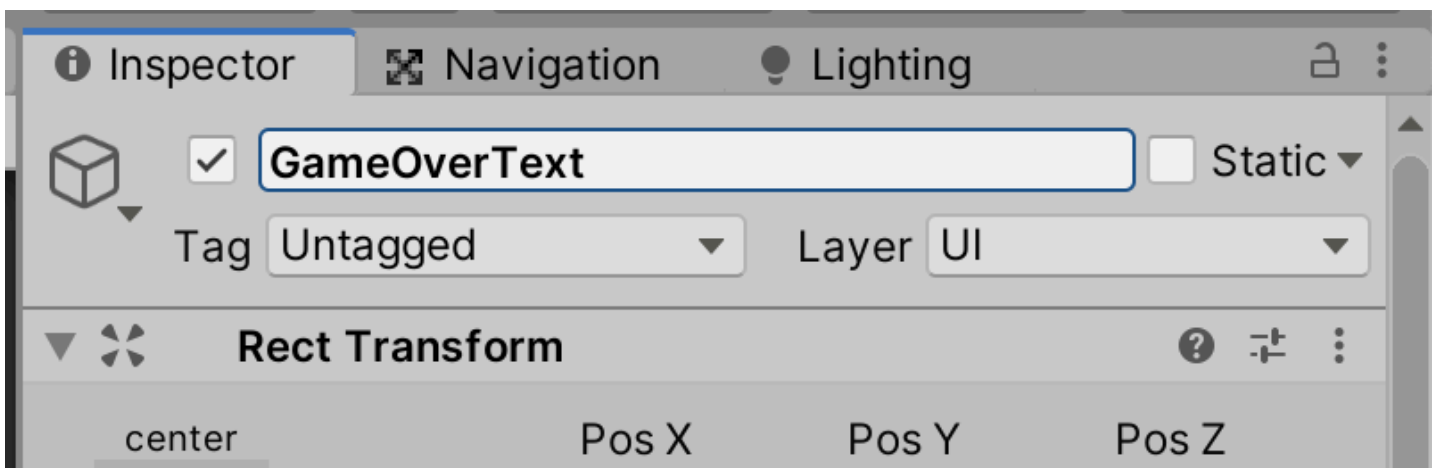 Inspector Navigation Lighting
GameOverText Static
Tag Untagged Layer UI
Rect Transform
center Pos X Pos Y Pos Z